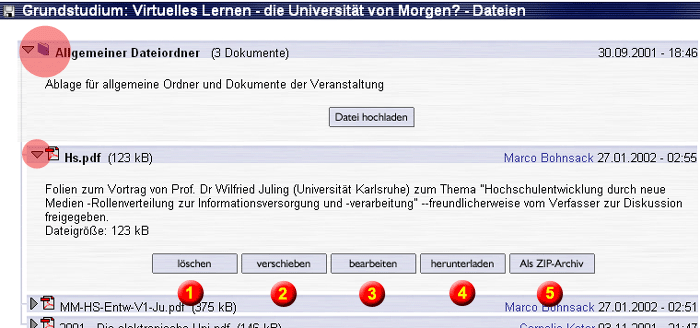 Grundstudium: Virtuelles Lernen - die Universität von Morgen? - Dateien
Allgemeiner Dateiordner (3 Dokumente) 30.09.2001 - 18:46
Ablage für allgemeine Ordner und Dokumente der Veranstaltung
Datei hochladen
Hs.pdf (123 kB) Marco Bohnsack 27.01.2002 - 02:55
Folien zum Vortrag von Prof. Dr Wilfried Juling (Universität Karlsruhe) zum Thema "Hochschulentwicklung durch neue
Medien -Rollenverteilung zur Informationsversorgung und -verarbeitung" --freundlicherweise vom Verfasser zur Diskussion
freigegeben.
Dateigröße: 123 kB
löschen verschieben bearbeiten herunterladen Als ZIP-Archiv
1 2 3 4 5
MM-HS-Entw-V1-Ju.pdf (375 kB) Marco Bohnsack 27.01.2002 - 02:51
2001 - Die elektronische Uni.pdf (146 kB) 03.11.2001 - 21:47